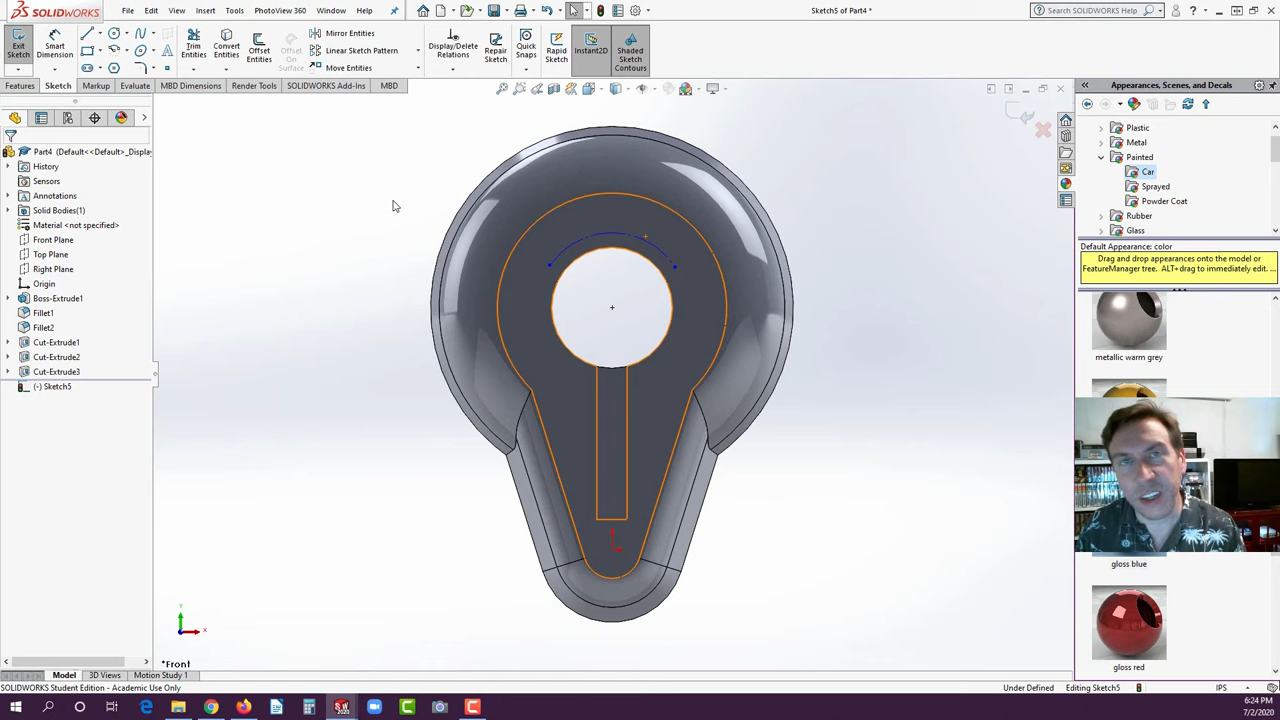 SOLIDWORKS
File
Edit
View
Insert
Tools
PhotoView 360
Window
Help
Sketch5 of Part4 *
Search SOLIDWORKS Help
Exit Sketch
Smart Dimension
Trim Entities
Convert Entities
Offset Entities
Offset On Surface
Mirror Entities
Linear Sketch Pattern
Move Entities
Display/Delete Relations
Repair Sketch
Quick Snaps
Rapid Sketch
Instant2D
Shaded Sketch Contours
Features
Sketch
Markup
Evaluate
MBD Dimensions
Render Tools
SOLIDWORKS Add-Ins
MBD
Part4 (Default<<Default>_Display
History
Sensors
Annotations
Solid Bodies(1)
Material <not specified>
Front Plane
Top Plane
Right Plane
Origin
Boss-Extrude1
Fillet1
Fillet2
Cut-Extrude1
Cut-Extrude2
Cut-Extrude3
(-) Sketch5
Y
X
*Front
Appearances, Scenes, and Decals
Plastic
Metal
Painted
Car
Sprayed
Powder Coat
Rubber
Glass
Default Appearance: color
Drag and drop appearances onto the model or
FeatureManager tree. ALT+drag to immediately edit. ...
metallic warm grey
gloss blue
gloss red
Model
3D Views
Motion Study 1
SOLIDWORKS Student Edition - Academic Use Only
Under Defined
Editing Sketch5
IPS
6:24 PM
7/2/2020